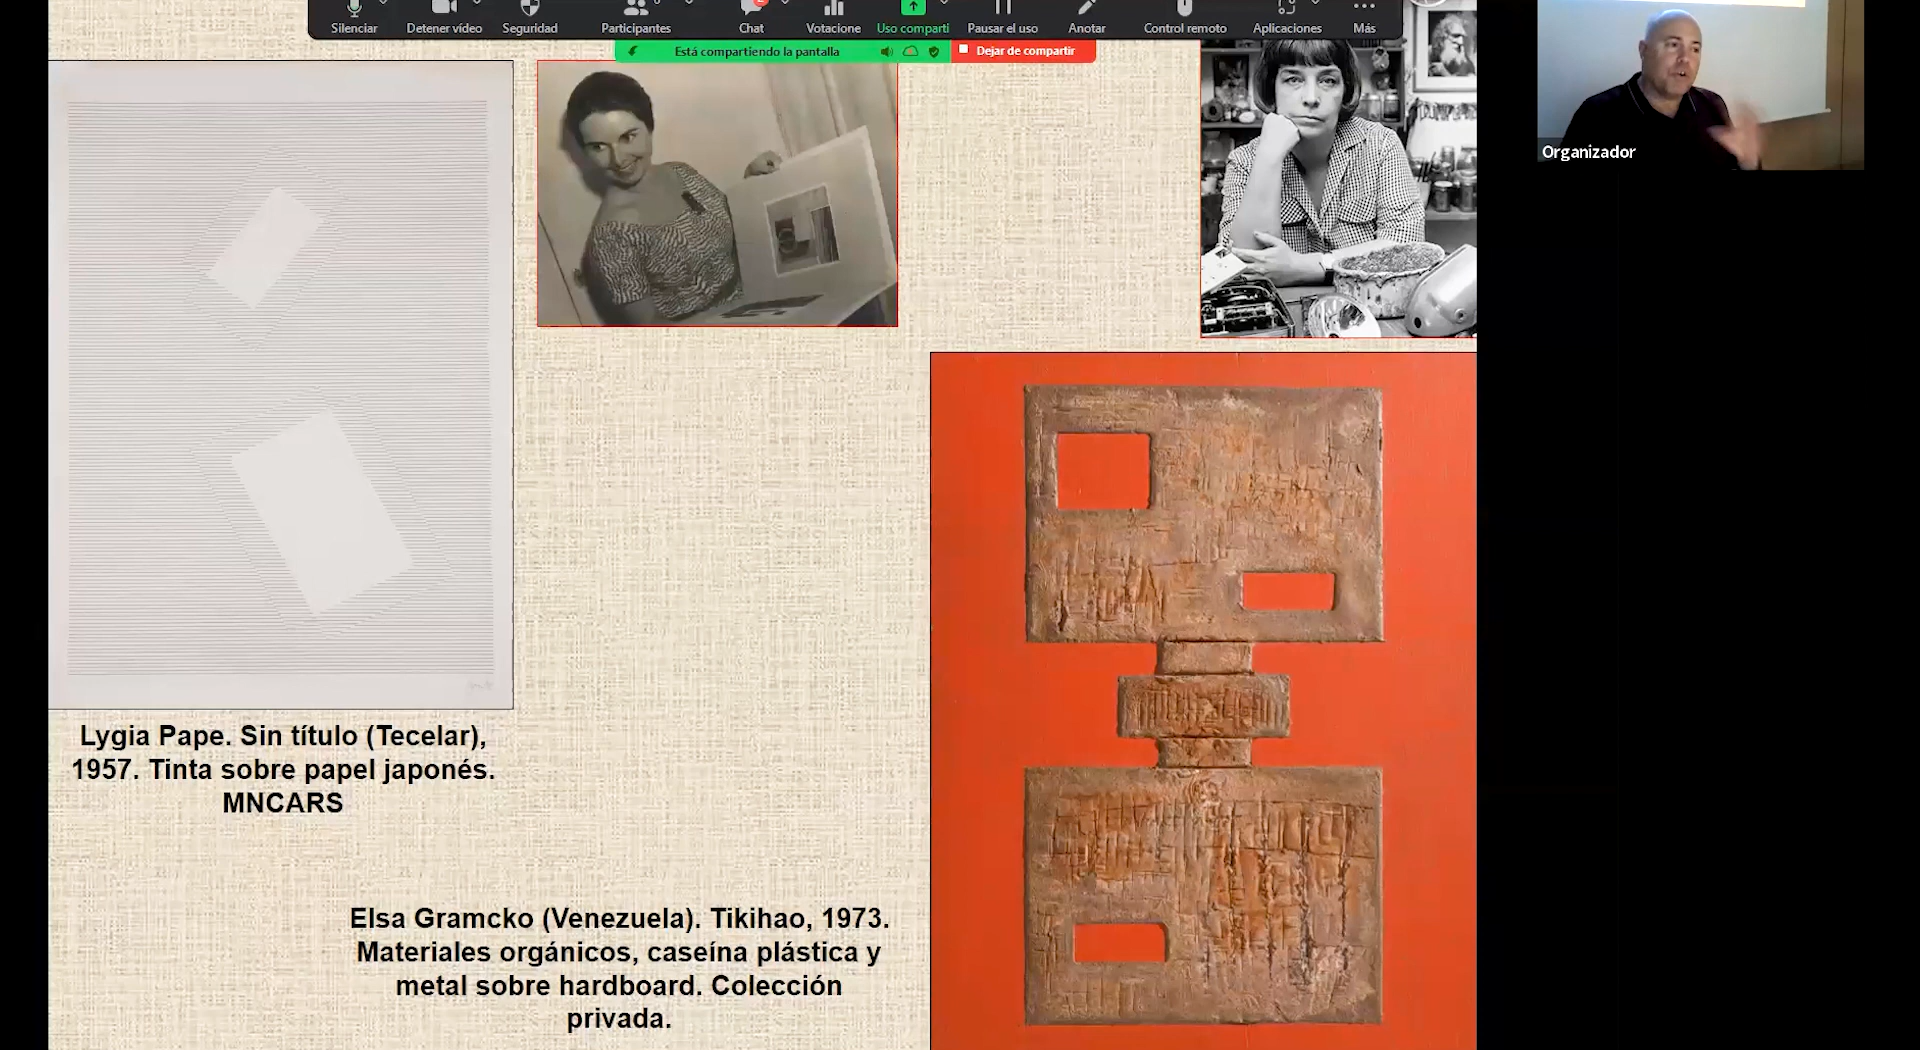 Silenciar
Detener vídeo
Seguridad
Participantes
Chat
Votacione
Uso comparti
Pausar el uso
Anotar
Control remoto
Aplicaciones
Más
Está compartiendo la pantalla
Dejar de compartir
Organizador
Lygia Pape. Sin título (Tecelar),
1957. Tinta sobre papel japonés.
MNCARS
Elsa Gramcko (Venezuela). Tikihao, 1973.
Materiales orgánicos, caseína plástica y
metal sobre hardboard. Colección
privada.